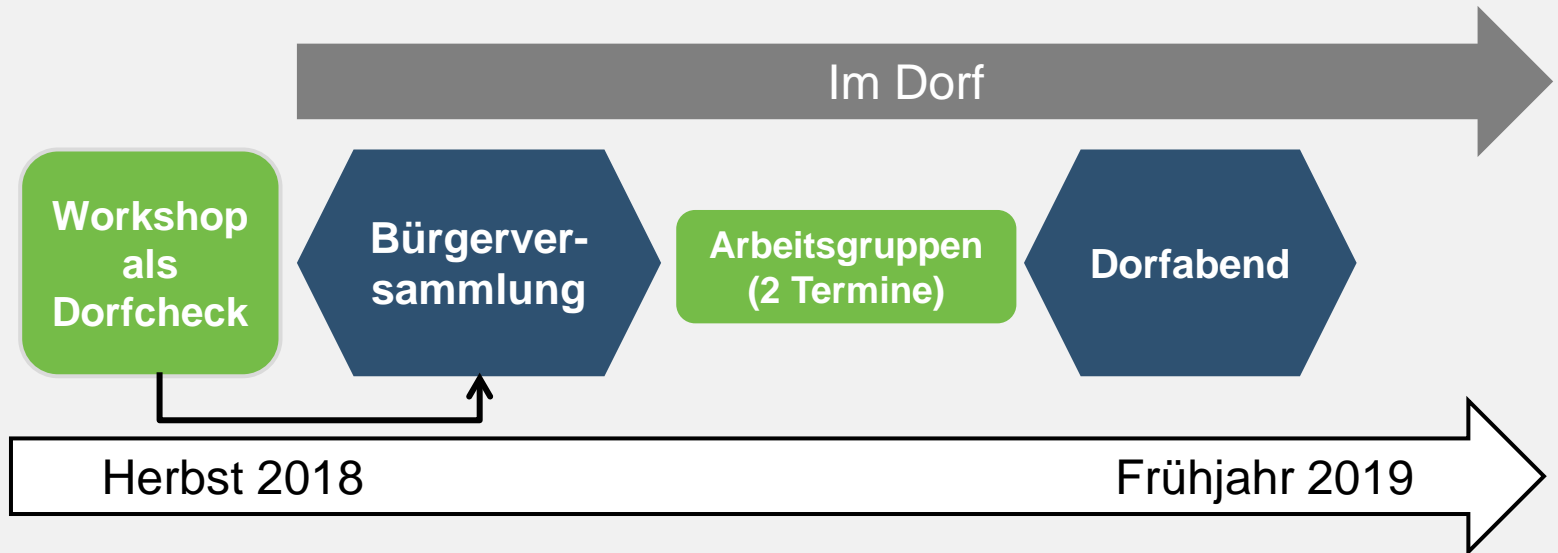 Im Dorf
Workshop
als
Dorfcheck
Bürgerver-
sammlung
Arbeitsgruppen
(2 Termine)
Dorfabend
Herbst 2018
Frühjahr 2019